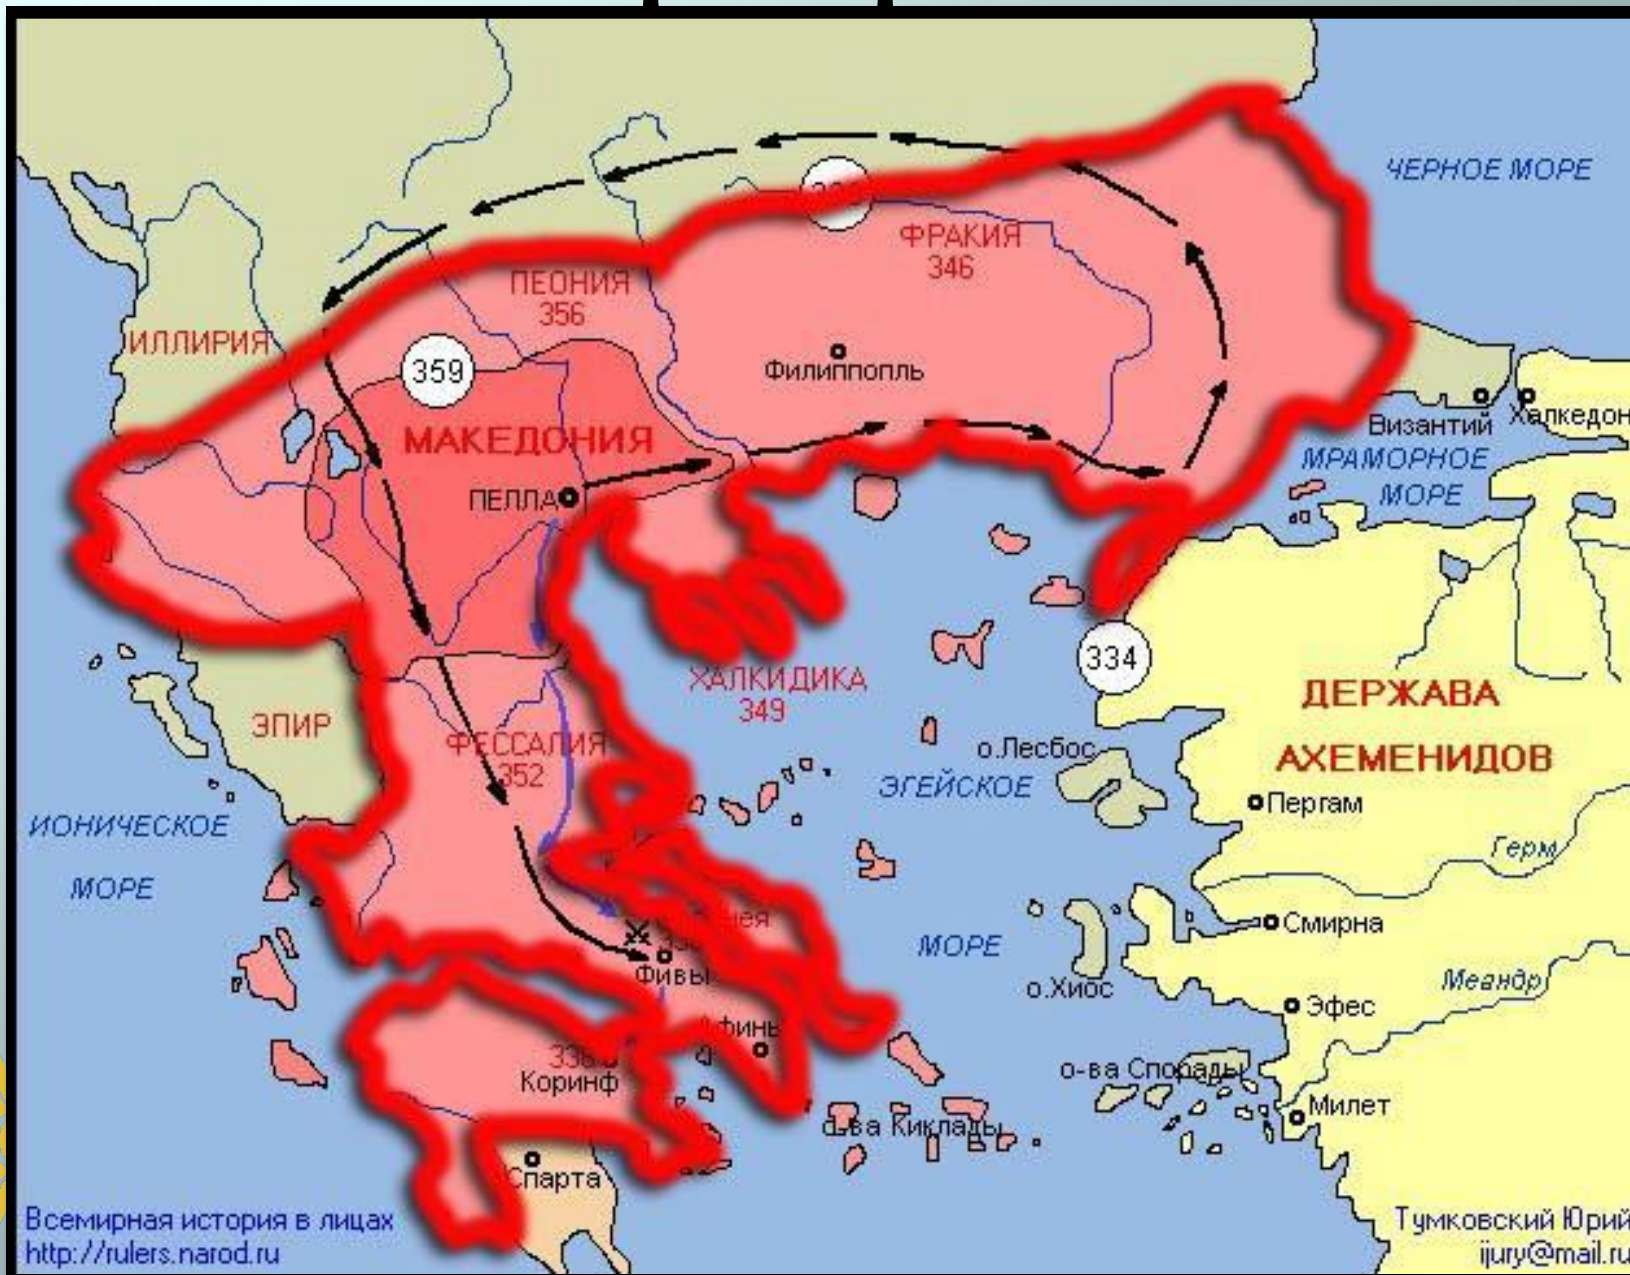 ЧЕРНОЕ МОРЕ
ФРАКИЯ
346
ПЕОНИЯ
356
ИЛЛИРИЯ
359
Филиппопль
МАКЕДОНИЯ
Византий
Халкедон
МРАМОРНОЕ
МОРЕ
ПЕЛЛА
334
ХАЛКИДИКА
349
ДЕРЖАВА
АХЕМЕНИДОВ
ЭПИР
ФЕССАЛИЯ
352
о.Лесбос
ЭГЕЙСКОЕ
Пергам
ИОНИЧЕСКОЕ
МОРЕ
Герм
Смирна
МОРЕ
Фивы
о.Хиос
Меандр
Эфес
Коринф
о-ва Спорады
Милет
о-ва Киклады
Спарта
Всемирная история в лицах
http://rulers.narod.ru
Тумковский Юрий
ijury@mail.ru